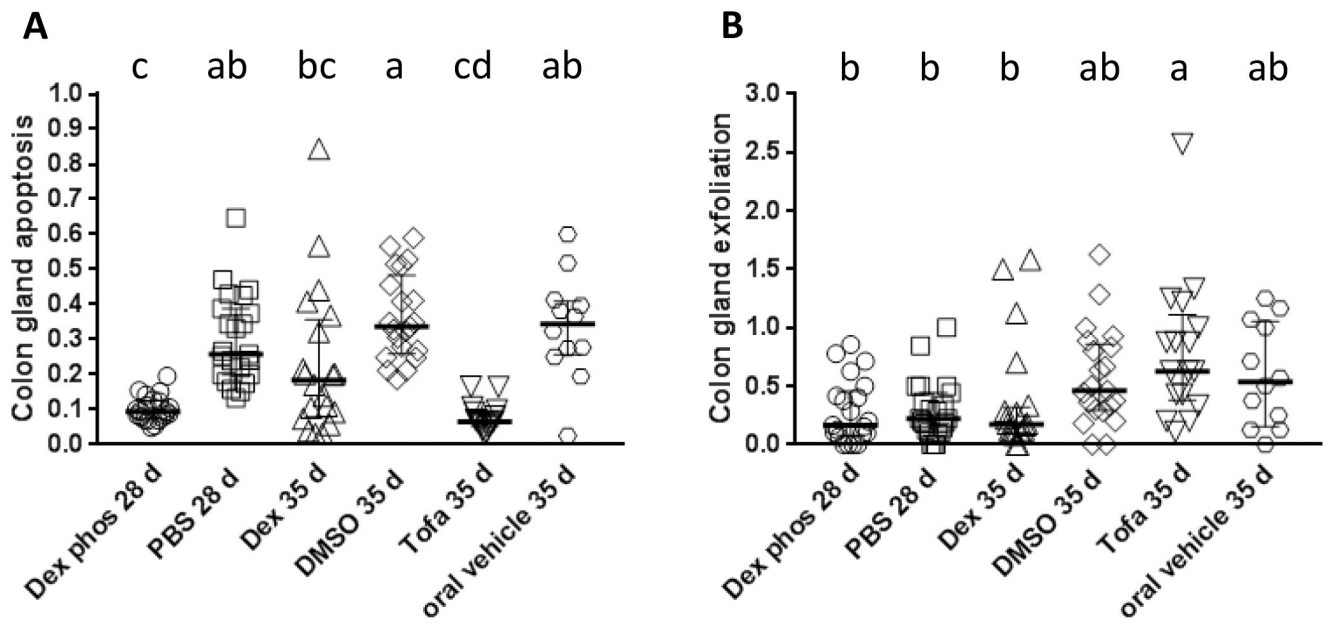 A
c ab bc a cd ab
Colon gland apoptosis
1.0
0.9
0.8
0.7
0.6
0.5
0.4
0.3
0.2
0.1
0.0
Dex phos 28 d
PBS 28 d
Dex 35 d
DMSO 35 d
Tofa 35 d
oral vehicle 35 d
B
b b b ab a ab
Colon gland exfoliation
3.0
2.5
2.0
1.5
1.0
0.5
0.0
Dex phos 28 d
PBS 28 d
Dex 35 d
DMSO 35 d
Tofa 35 d
oral vehicle 35 d